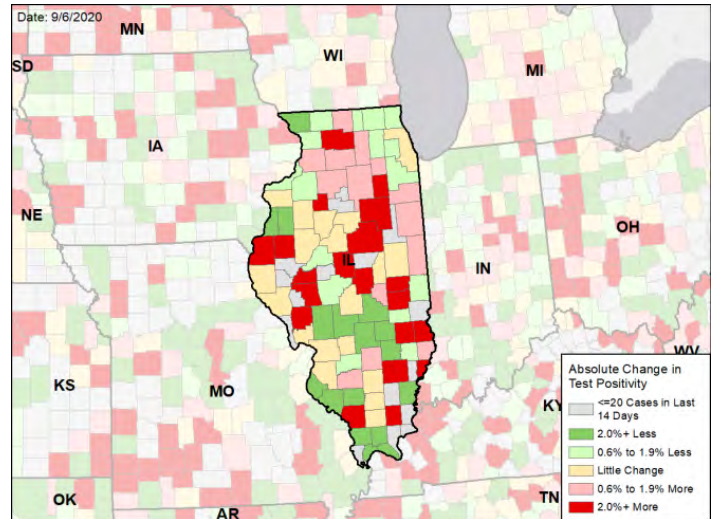 Date: 9/6/2020
MN
SD
WI
MI
IA
NE
OH
IL
IN
WV
KS
MO
KY
OK
AR
TN
Absolute Change in
Test Positivity
<=20 Cases in Last
14 Days
2.0%+ Less
0.6% to 1.9% Less
Little Change
0.6% to 1.9% More
2.0%+ More